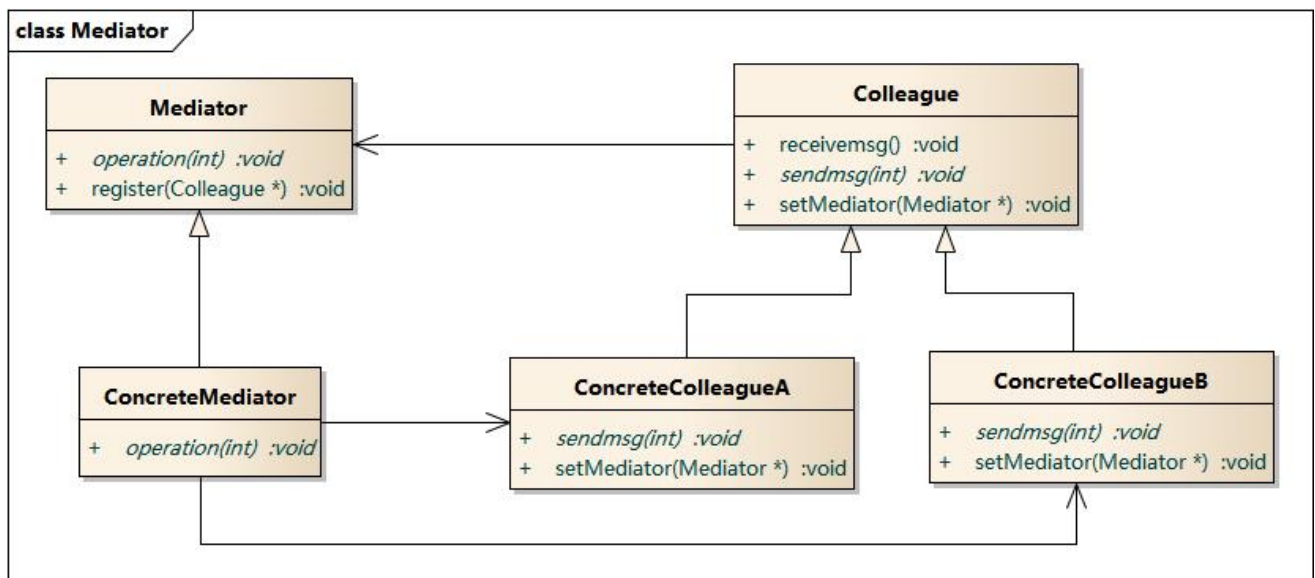 class Mediator
Mediator
+ operation(int) :void
+ register(Colleague *) :void
Colleague
+ receivemsg() :void
+ sendmsg(int) :void
+ setMediator(Mediator *) :void
ConcreteMediator
+ operation(int) :void
ConcreteColleagueA
+ sendmsg(int) :void
+ setMediator(Mediator *) :void
ConcreteColleagueB
+ sendmsg(int) :void
+ setMediator(Mediator *) :void